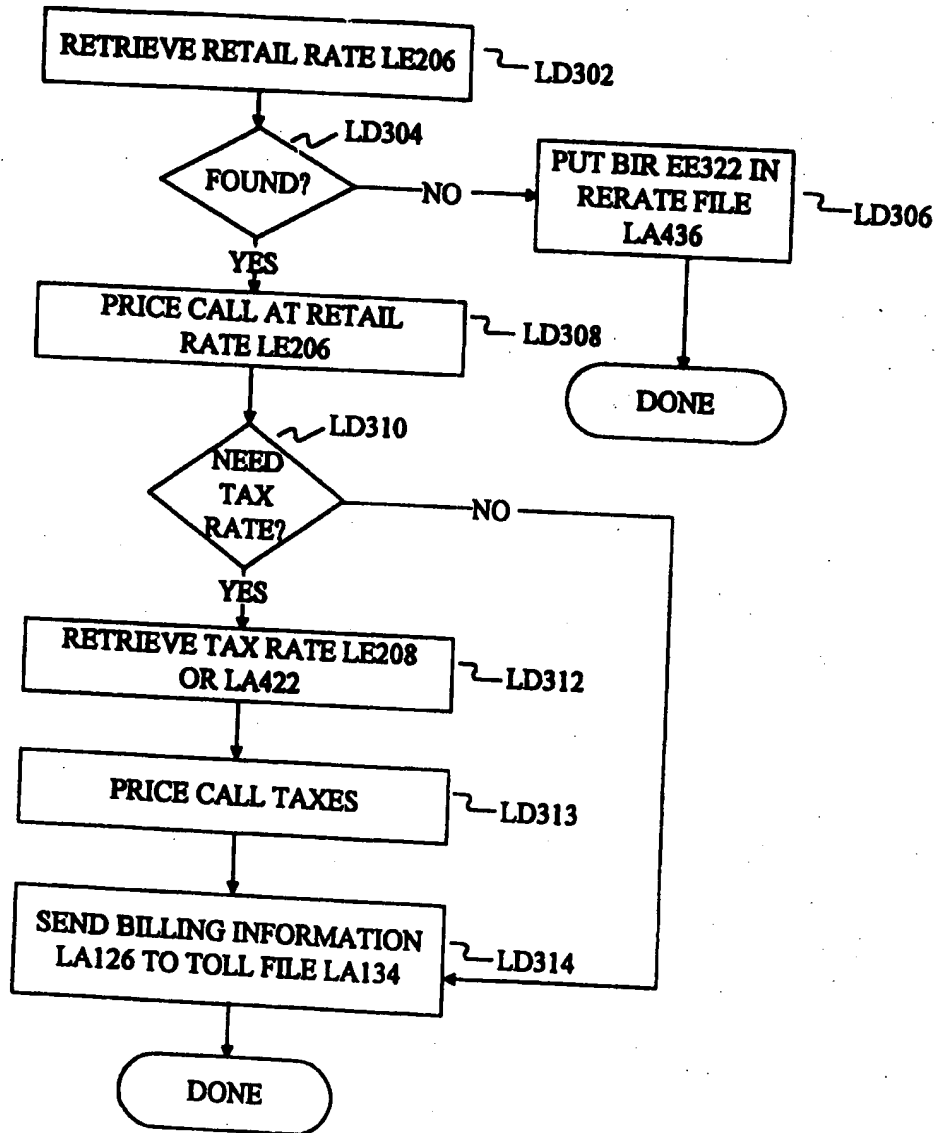 RETRIEVE RETAIL RATE LE206
LD302
LD304
FOUND?
NO
PUT BIR EE322 IN
RERATE FILE
LA436
LD306
YES
PRICE CALL AT RETAIL
RATE LE206
LD308
DONE
LD310
NEED
TAX
RATE?
NO
YES
RETRIEVE TAX RATE LE208
OR LA422
LD312
PRICE CALL TAXES
LD313
SEND BILLING INFORMATION
LA126 TO TOLL FILE LA134
LD314
DONE